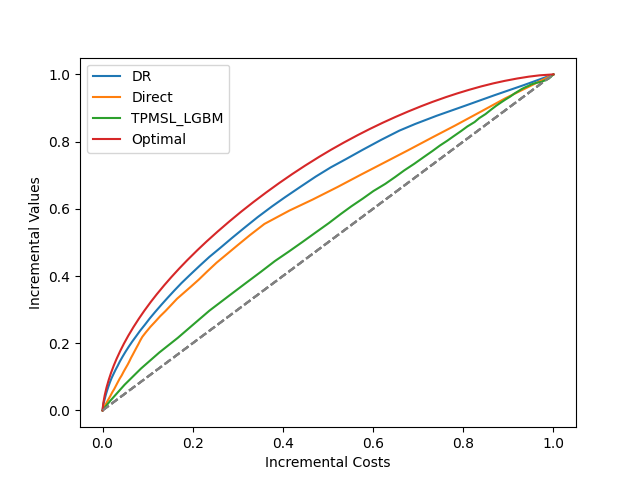 DR
Direct
TPMSL_LGBM
Optimal
1.0
0.8
0.6
0.4
0.2
0.0
Incremental Values
0.0 0.2 0.4 0.6 0.8 1.0
Incremental Costs